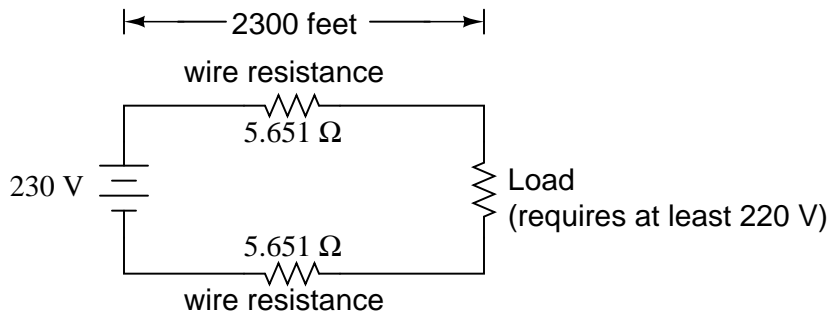 2300 feet
wire resistance
5.651 Ω
230 V
Load
(requires at least 220 V)
5.651 Ω
wire resistance